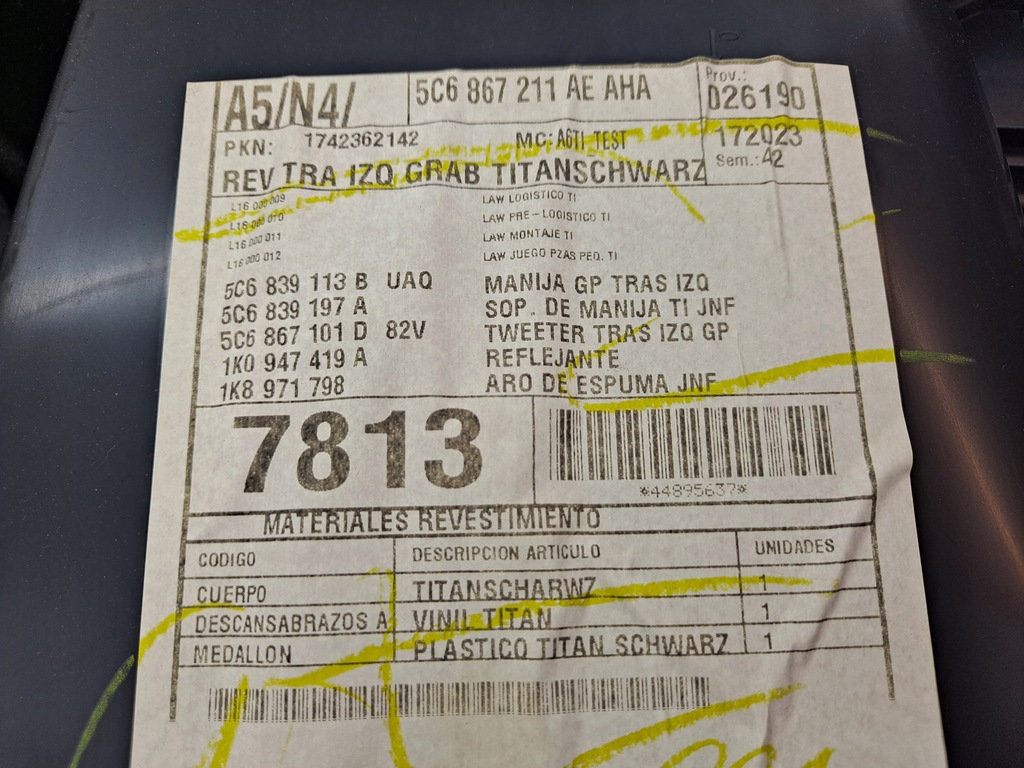 A5/N4/
5C6 867 211 AE AHA
Prov.:
026190
PKN: 1742362142 MC: A6TI_TEST
172023
Sem.: 42
REV TRA IZQ GRAB TITANSCHWARZ
L16 000 009 LAW LOGISTICO TI
L16 000 010 LAW PRE-LOGISTICO TI
L16 000 011 LAW MONTAJE TI
L16 000 012 LAW JUEGO PZAS PEQ. TI
5C6 839 113 B UAQ MANIJA GP TRAS IZQ
5C6 839 197 A SOP. DE MANIJA TI JNF
5C6 867 101 D 82V TWEETER TRAS IZQ GP
1K0 947 419 A REFLEJANTE
1K8 971 798 ARO DE ESPUMA JNF
7813
*44895637*
MATERIALES REVESTIMIENTO
CODIGO DESCRIPCION ARTICULO UNIDADES
CUERPO TITANSCHARWZ 1
DESCANSABRAZOS A VINIL TITAN 1
MEDALLON PLASTICO TITAN SCHWARZ 1